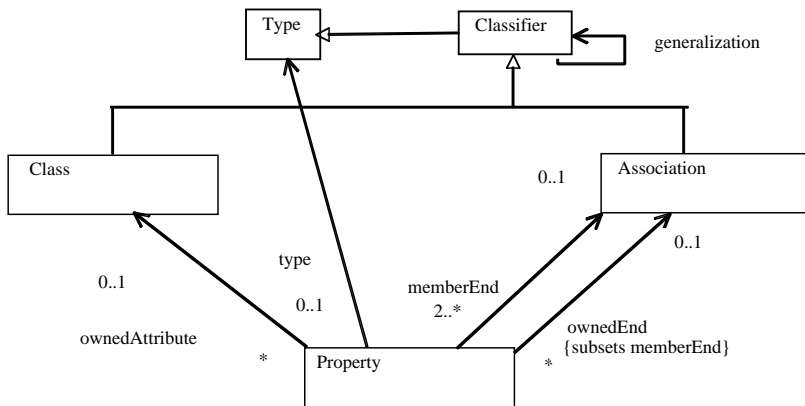 Type
Classifier
generalization
Class
0..1
Association
0..1
type
0..1
0..1
memberEnd
2..*
ownedAttribute
*
Property
ownedEnd
{subsets memberEnd}
*